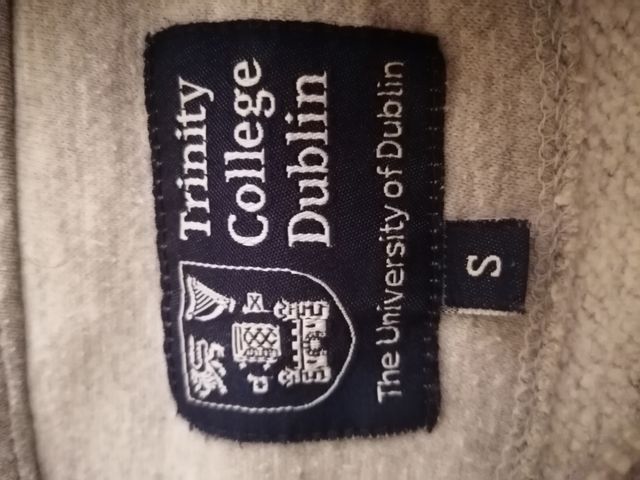 Trinity
College
Dublin
The University of Dublin
S